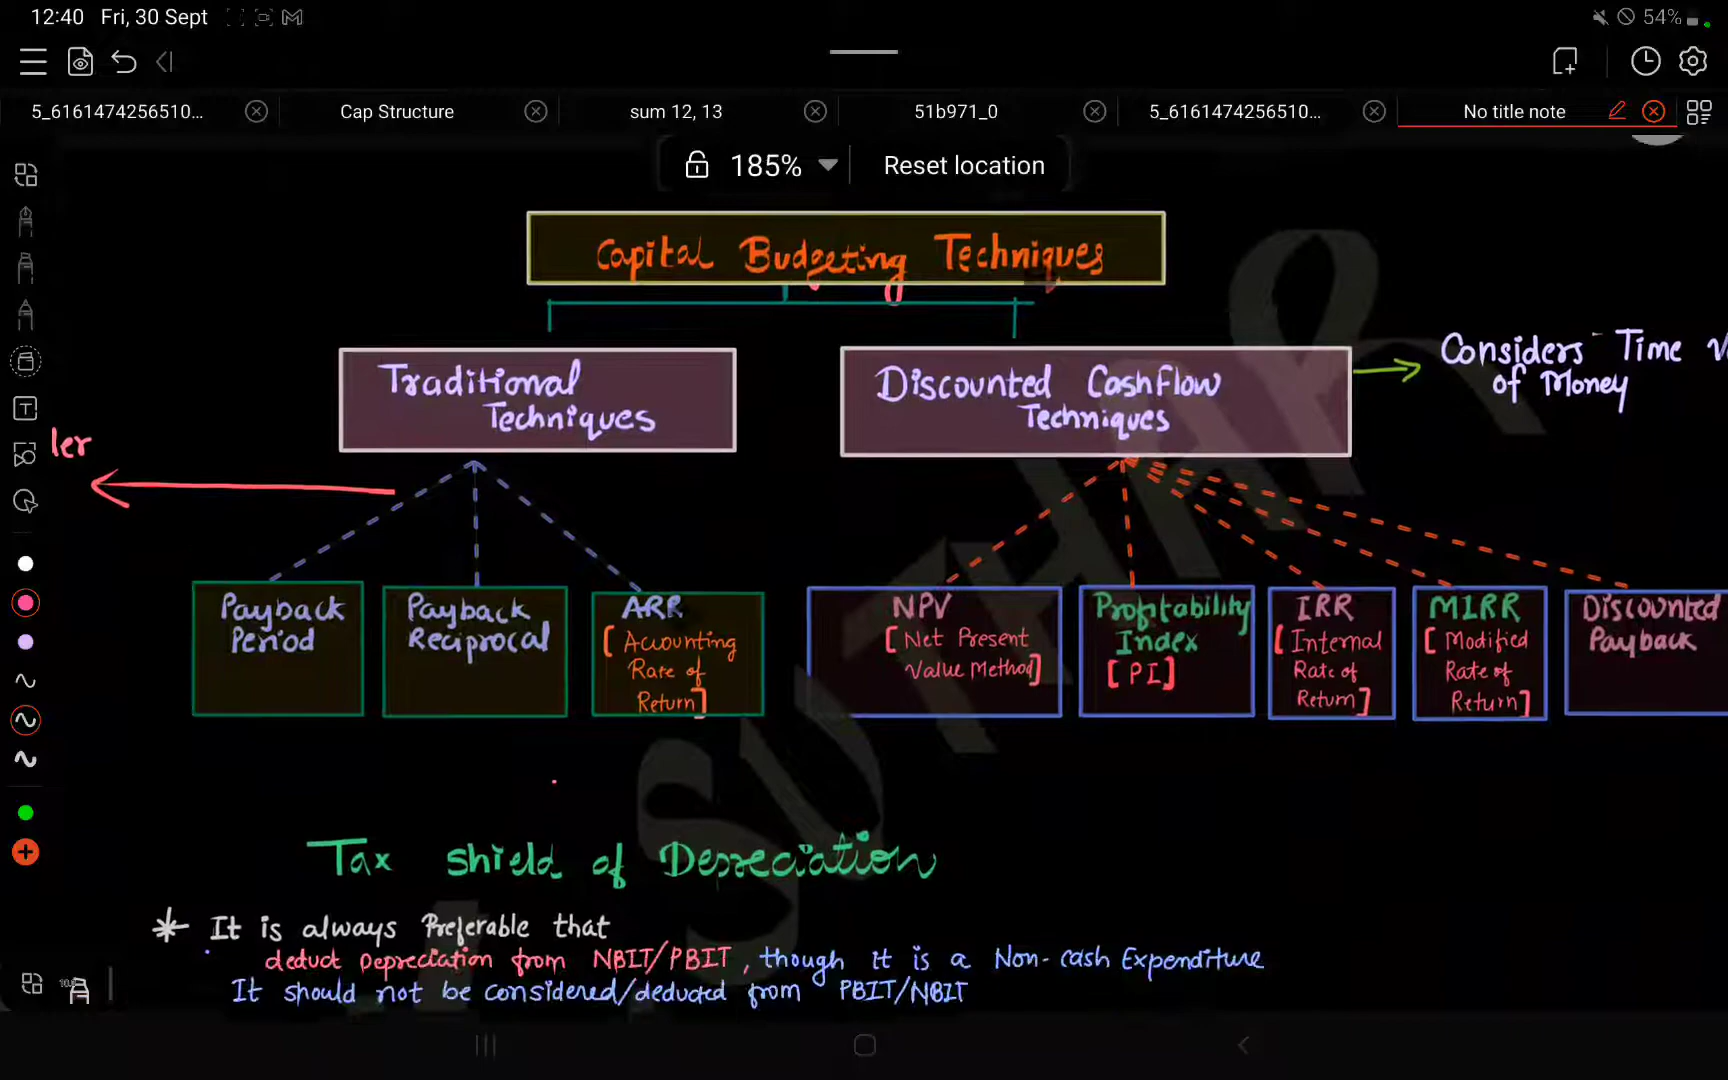 12:40 Fri, 30 Sept 54%
5_6161474256510... Cap Structure sum 12, 13 51b971_0 5_6161474256510... No title note
185% Reset location
Capital Budgeting Techniques
Traditional
Techniques
Discounted Cashflow
Techniques
Considers Time V
of Money
ler
Payback
Period
Payback
Reciprocal
ARR
[Accounting
Rate of
Return]
NPV
[Net Present
Value Method]
Profitability
Index
[PI]
IRR
[Internal
Rate of
Return]
MIRR
[Modified
Rate of
Return]
Discounted
Payback
Tax Shield of Depreciation
* It is always Preferable that
deduct Depreciation from NBIT/PBIT, though it is a Non-cash Expenditure
It should not be considered/deducted from PBIT/NBIT